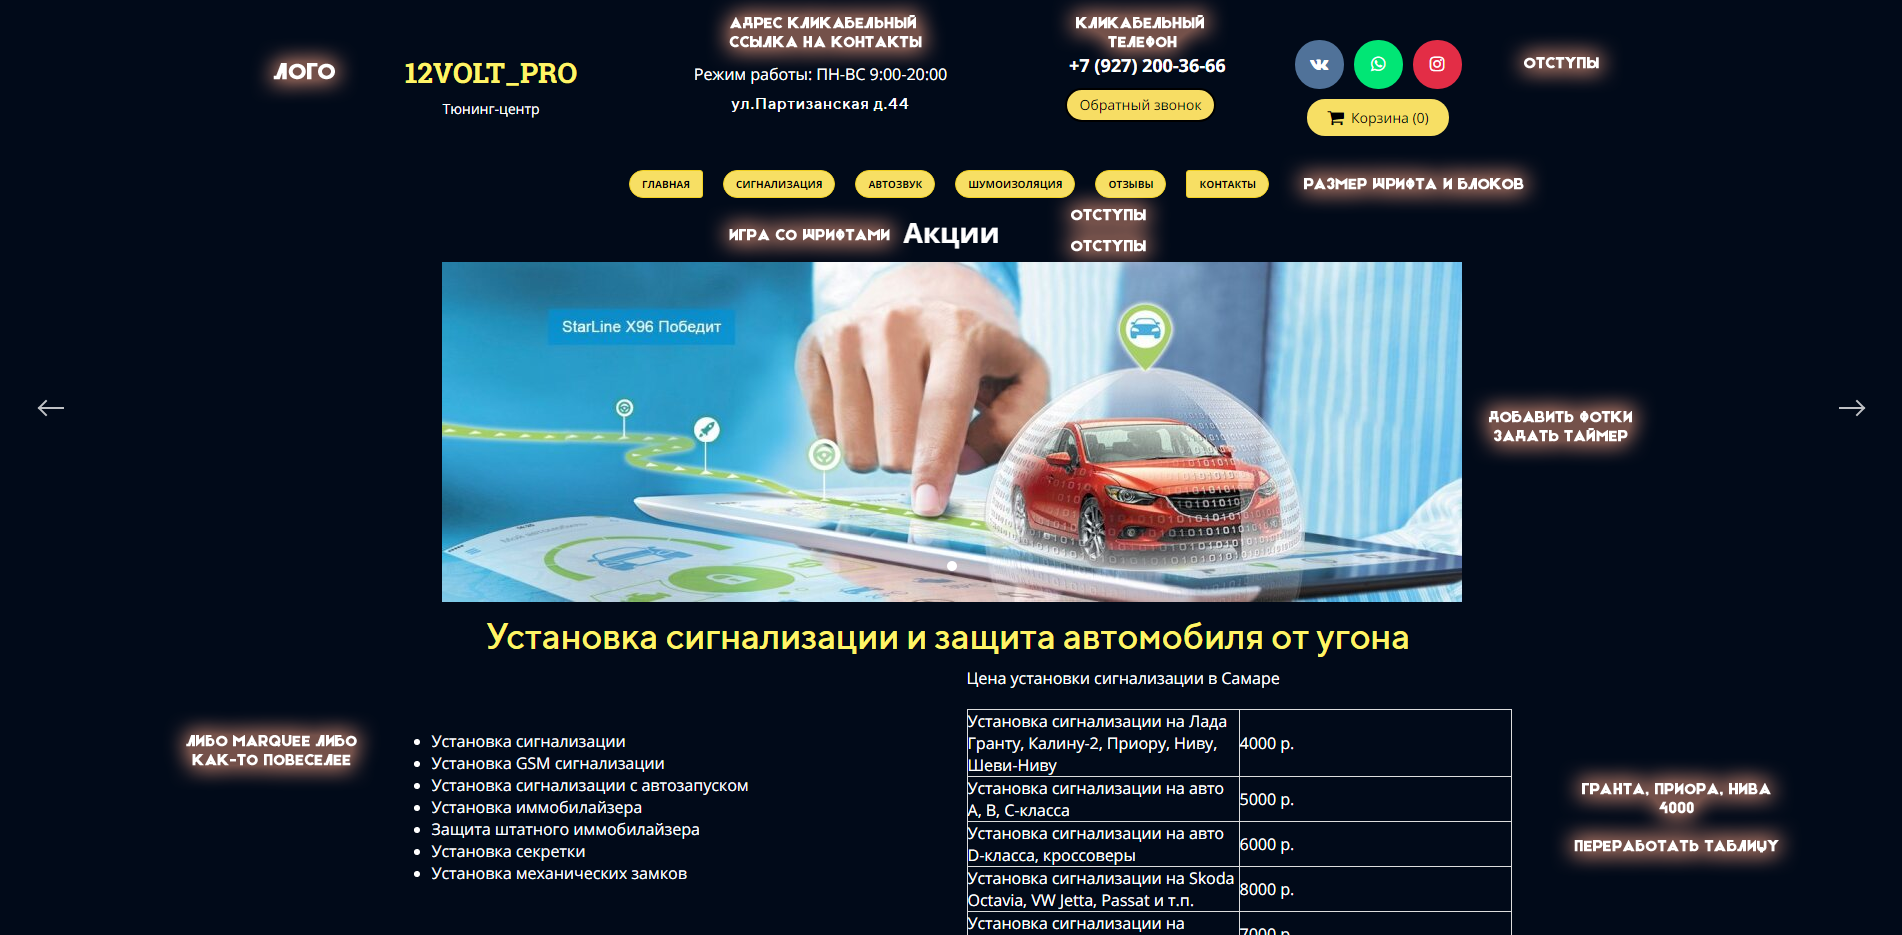 АДРЕС КЛИКАБЕЛЬНЫЙ
ССЫЛКА НА КОНТАКТЫ
КЛИКАБЕЛЬНЫЙ
ТЕЛЕФОН
ЛОГО
12VOLT_PRO
Тюнинг-центр
Режим работы: ПН-ВС 9:00-20:00
ул.Партизанская д.44
+7 (927) 200-36-66
Обратный звонок
Корзина (0)
ОТСТУПЫ
ГЛАВНАЯ
СИГНАЛИЗАЦИЯ
АВТОЗВУК
ШУМОИЗОЛЯЦИЯ
ОТЗЫВЫ
КОНТАКТЫ
РАЗМЕР ШРИФТА И БЛОКОВ
ОТСТУПЫ
ИГРА СО ШРИФТАМИ
Акции
ОТСТУПЫ
StarLine X96 Победит
ДОБАВИТЬ ФОТКИ
ЗАДАТЬ ТАЙМЕР
Установка сигнализации и защита автомобиля от угона
ЛИБО MARQUEE ЛИБО
КАК-ТО ПОВЕСЕЛЕЕ
Установка сигнализации
Установка GSM сигнализации
Установка сигнализации с автозапуском
Установка иммобилайзера
Защита штатного иммобилайзера
Установка секретки
Установка механических замков
Цена установки сигнализации в Самаре
Установка сигнализации на Лада
Гранту, Калину-2, Приору, Ниву,
Шеви-Ниву
4000 р.
Установка сигнализации на авто
А, В, С-класса
5000 р.
Установка сигнализации на авто
D-класса, кроссоверы
6000 р.
Установка сигнализации на Skoda
Octavia, VW Jetta, Passat и т.п.
8000 р.
Установка сигнализации на
7000 р.
ГРАНТА, ПРИОРА, НИВА
4000
ПЕРЕРАБОТАТЬ ТАБЛИЦУ